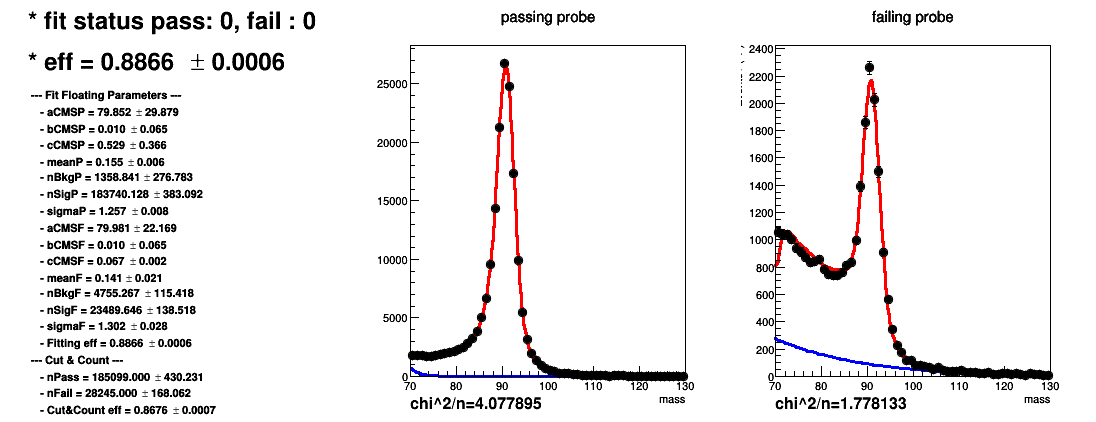 * fit status pass: 0, fail : 0
* eff = 0.8866 ± 0.0006
--- Fit Floating Parameters ---
- aCMSP = 79.852 ± 29.879
- bCMSP = 0.010 ± 0.065
- cCMSP = 0.529 ± 0.366
- meanP = 0.155 ± 0.006
- nBkgP = 1358.841 ± 276.783
- nSigP = 183740.128 ± 383.092
- sigmaP = 1.257 ± 0.008
- aCMSF = 79.981 ± 22.169
- bCMSF = 0.010 ± 0.065
- cCMSF = 0.067 ± 0.002
- meanF = 0.141 ± 0.021
- nBkgF = 4755.267 ± 115.418
- nSigF = 23489.646 ± 138.518
- sigmaF = 1.302 ± 0.028
- Fitting eff = 0.8866 ± 0.0006
--- Cut & Count ---
- nPass = 185099.000 ± 430.231
- nFail = 28245.000 ± 168.062
- Cut&Count eff = 0.8676 ± 0.0007
passing probe
25000
20000
15000
10000
5000
0
70 80 90 100 110 120 130
mass
chi^2/n=4.077895
failing probe
2400
2200
2000
1800
1600
1400
1200
1000
800
600
400
200
0
70 80 90 100 110 120 130
mass
chi^2/n=1.778133